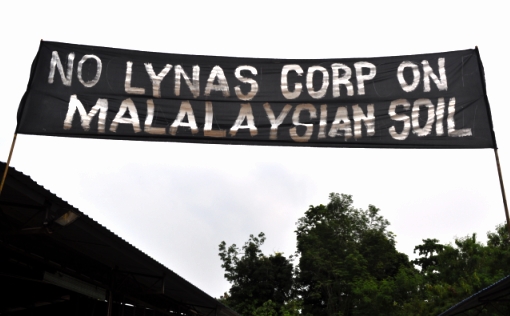 NO LYNAS CORP ON
MALALAYSIAN SOIL